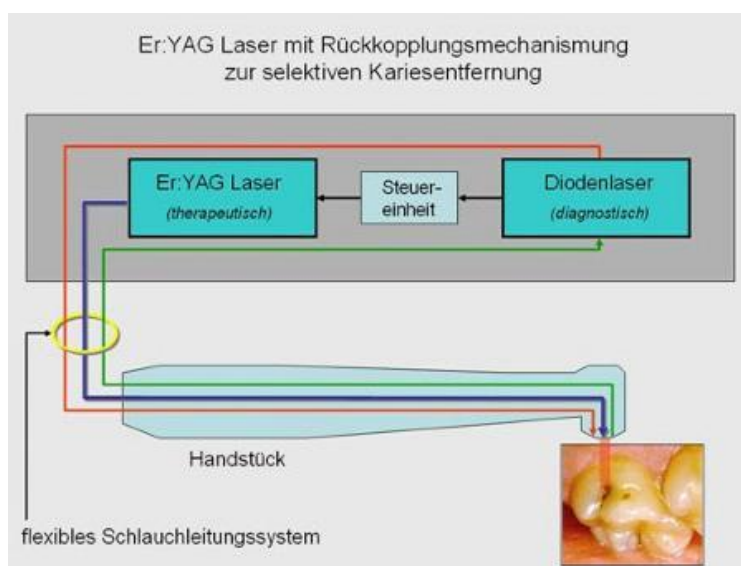 Er:YAG Laser mit Rückkopplungsmechanismung
zur selektiven Kariesentfernung
Er:YAG Laser
(therapeutisch)
Steuer-
einheit
Diodenlaser
(diagnostisch)
Handstück
flexibles Schlauchleitungssystem